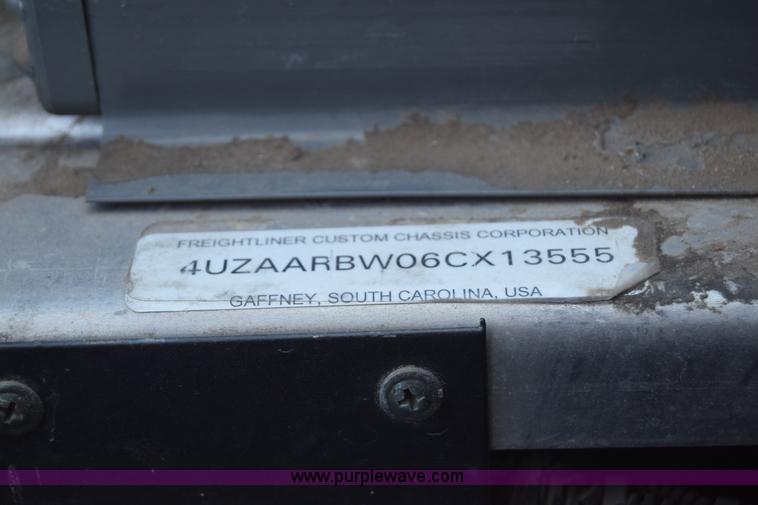 FREIGHTLINER CUSTOM CHASSIS CORPORATION
4UZAARBW06CX13555
GAFFNEY, SOUTH CAROLINA, USA
www.purplewave.com